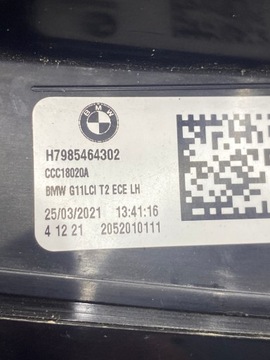 BMW
H7985464302
CCC18020A
BMW G11LCI T2 ECE LH
25/03/2021 13:41:16
4 12 21 2052010111